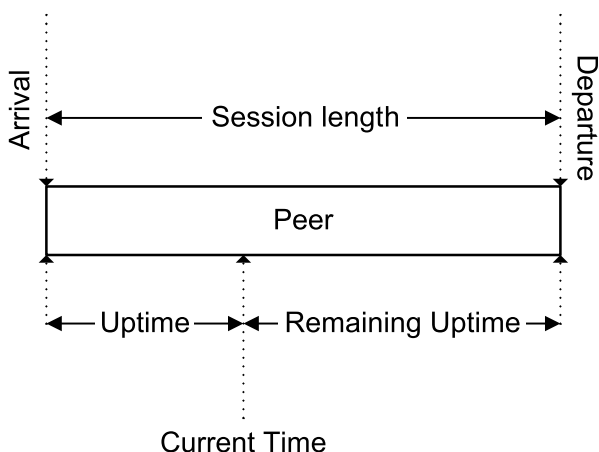 Arrival
Departure
Session length
Peer
Uptime
Remaining Uptime
Current Time